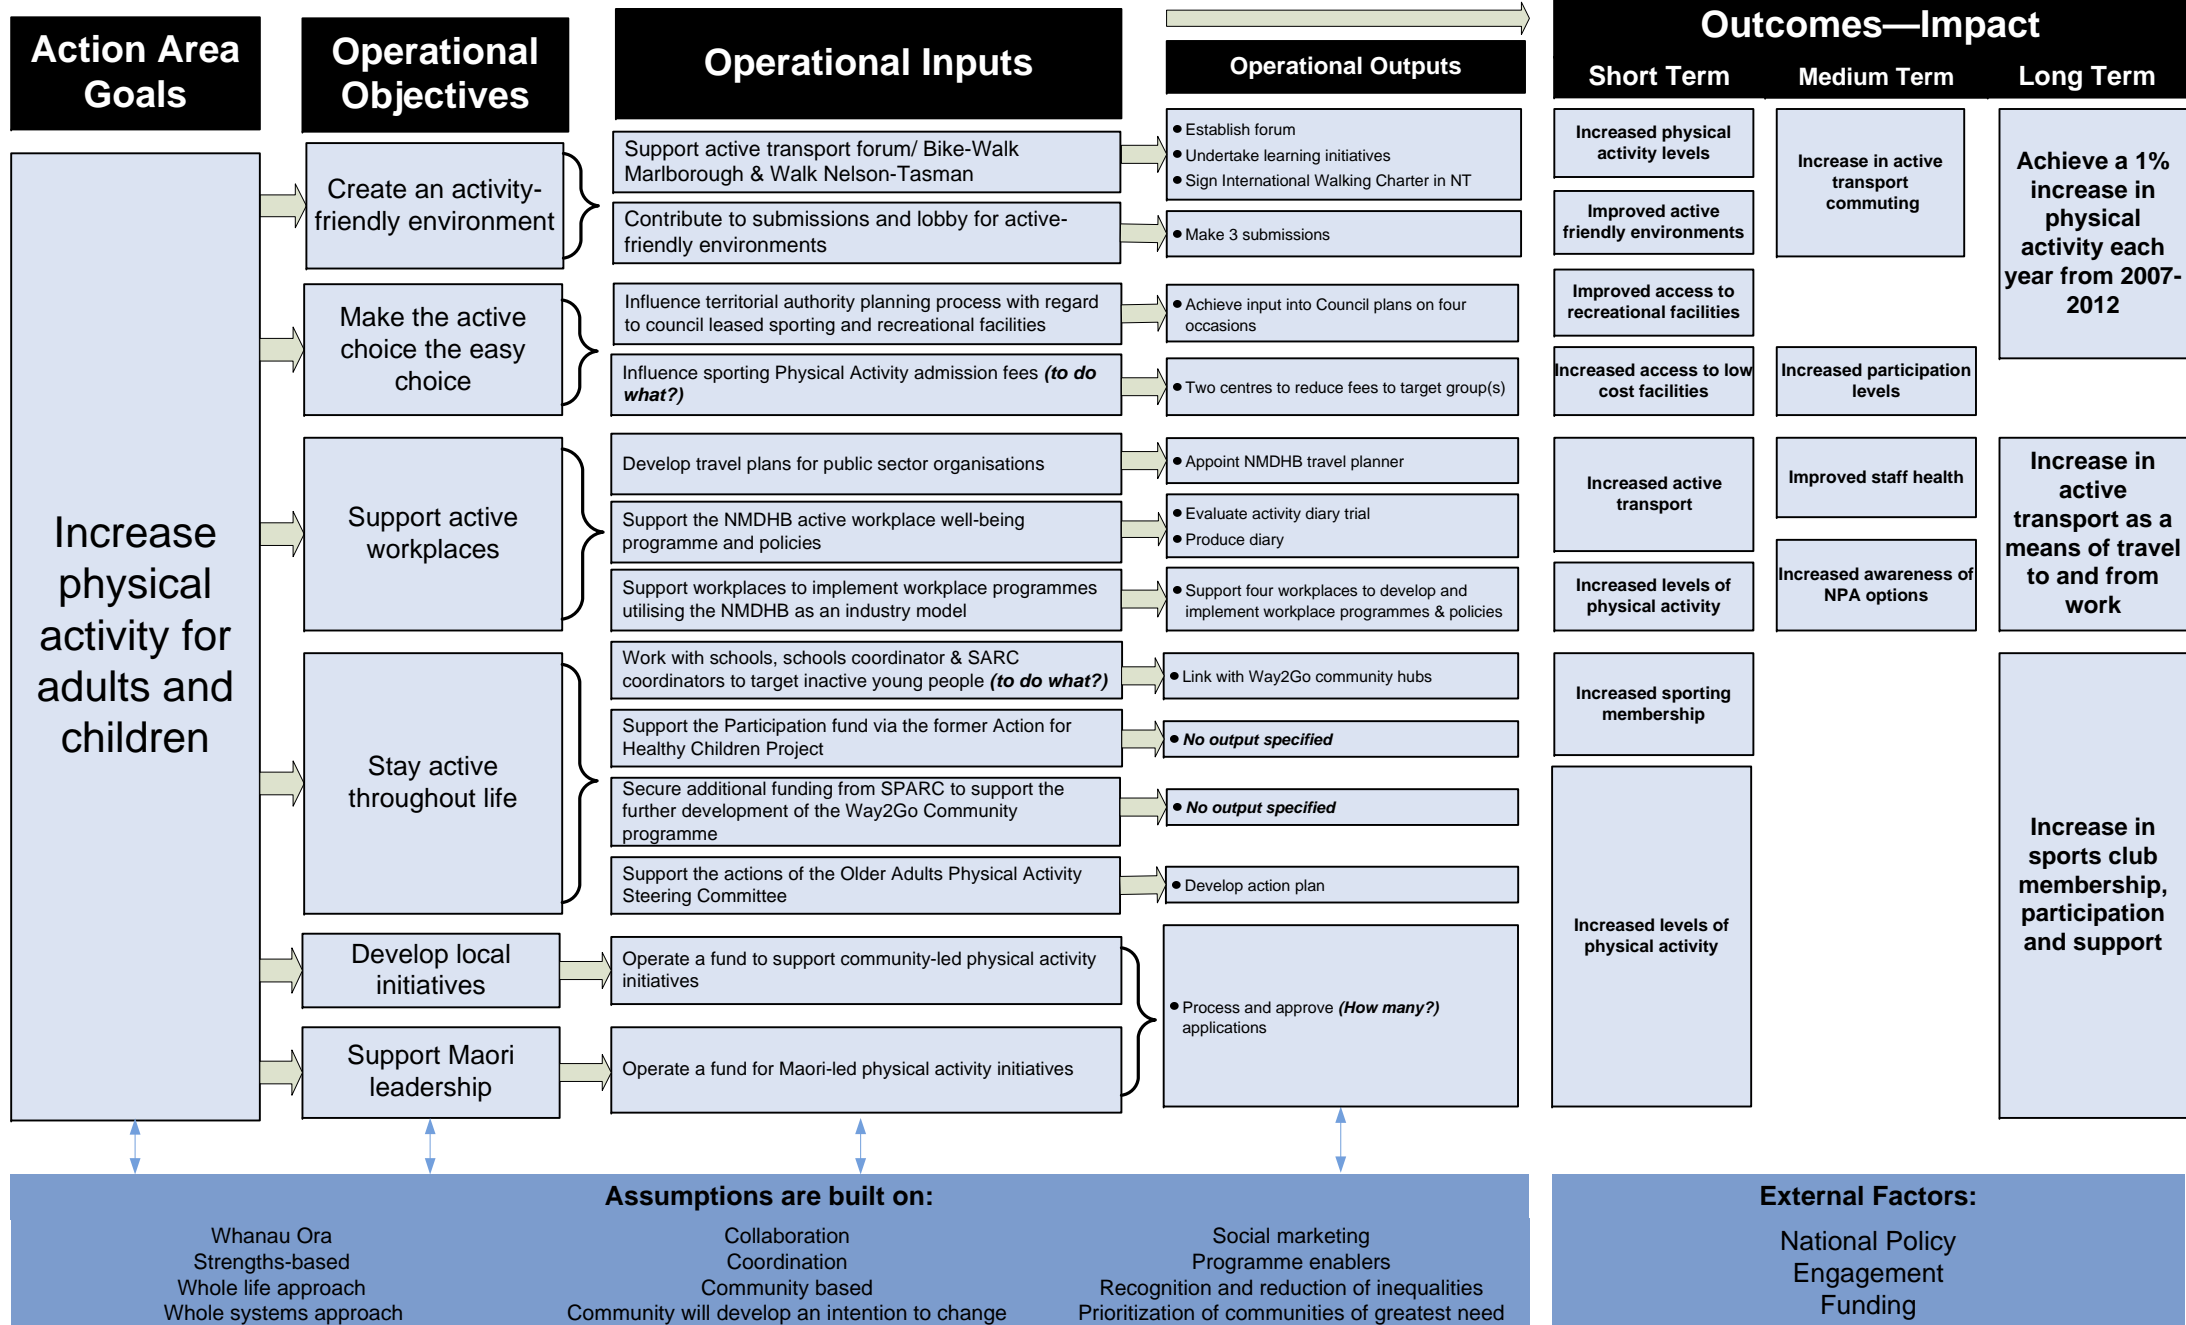 Action Area
Goals
Operational
Objectives
Operational Inputs
Operational Outputs
Outcomes—Impact
Short Term
Medium Term
Long Term
Increase
physical
activity for
adults and
children
Create an activity-
friendly environment
Support active transport forum/ Bike-Walk
Marlborough & Walk Nelson-Tasman
• Establish forum
• Undertake learning initiatives
• Sign International Walking Charter in NT
Contribute to submissions and lobby for active-
friendly environments
• Make 3 submissions
Make the active
choice the easy
choice
Influence territorial authority planning process with regard
to council leased sporting and recreational facilities
• Achieve input into Council plans on four
occasions
Influence sporting Physical Activity admission fees (to do
what?)
• Two centres to reduce fees to target group(s)
Support active
workplaces
Develop travel plans for public sector organisations
• Appoint NMDHB travel planner
Support the NMDHB active workplace well-being
programme and policies
• Evaluate activity diary trial
• Produce diary
Support workplaces to implement workplace programmes
utilising the NMDHB as an industry model
• Support four workplaces to develop and
implement workplace programmes & policies
Stay active
throughout life
Work with schools, schools coordinator & SARC
coordinators to target inactive young people (to do what?)
• Link with Way2Go community hubs
Support the Participation fund via the former Action for
Healthy Children Project
• No output specified
Secure additional funding from SPARC to support the
further development of the Way2Go Community
programme
• No output specified
Support the actions of the Older Adults Physical Activity
Steering Committee
• Develop action plan
Develop local
initiatives
Operate a fund to support community-led physical activity
initiatives
Support Maori
leadership
Operate a fund for Maori-led physical activity initiatives
• Process and approve (How many?)
applications
Increased physical
activity levels
Improved active
friendly environments
Improved access to
recreational facilities
Increased access to low
cost facilities
Increased active
transport
Increased levels of
physical activity
Increased sporting
membership
Increased levels of
physical activity
Increase in active
transport
commuting
Increased participation
levels
Improved staff health
Increased awareness of
NPA options
Achieve a 1%
increase in
physical
activity each
year from 2007-
2012
Increase in
active
transport as a
means of travel
to and from
work
Increase in
sports club
membership,
participation
and support
Assumptions are built on:
Whanau Ora
Strengths-based
Whole life approach
Whole systems approach
Collaboration
Coordination
Community based
Community will develop an intention to change
Social marketing
Programme enablers
Recognition and reduction of inequalities
Prioritization of communities of greatest need
External Factors:
National Policy
Engagement
Funding